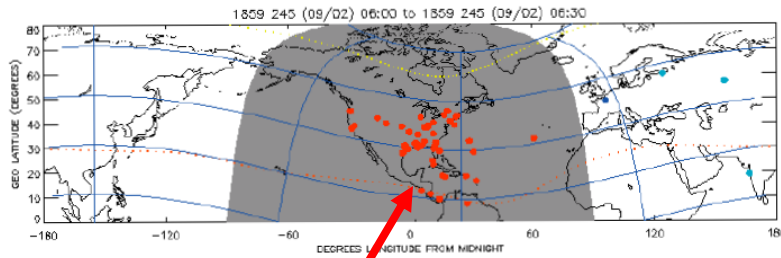 1859 245 (09/02) 06:00 to 1859 245 (09/02) 06:30
GEO LATITUDE (DEGREES)
80
70
60
50
40
30
20
10
0
-180 -120 -60 0 60 120 18
DEGREES LONGITUDE FROM MIDNIGHT